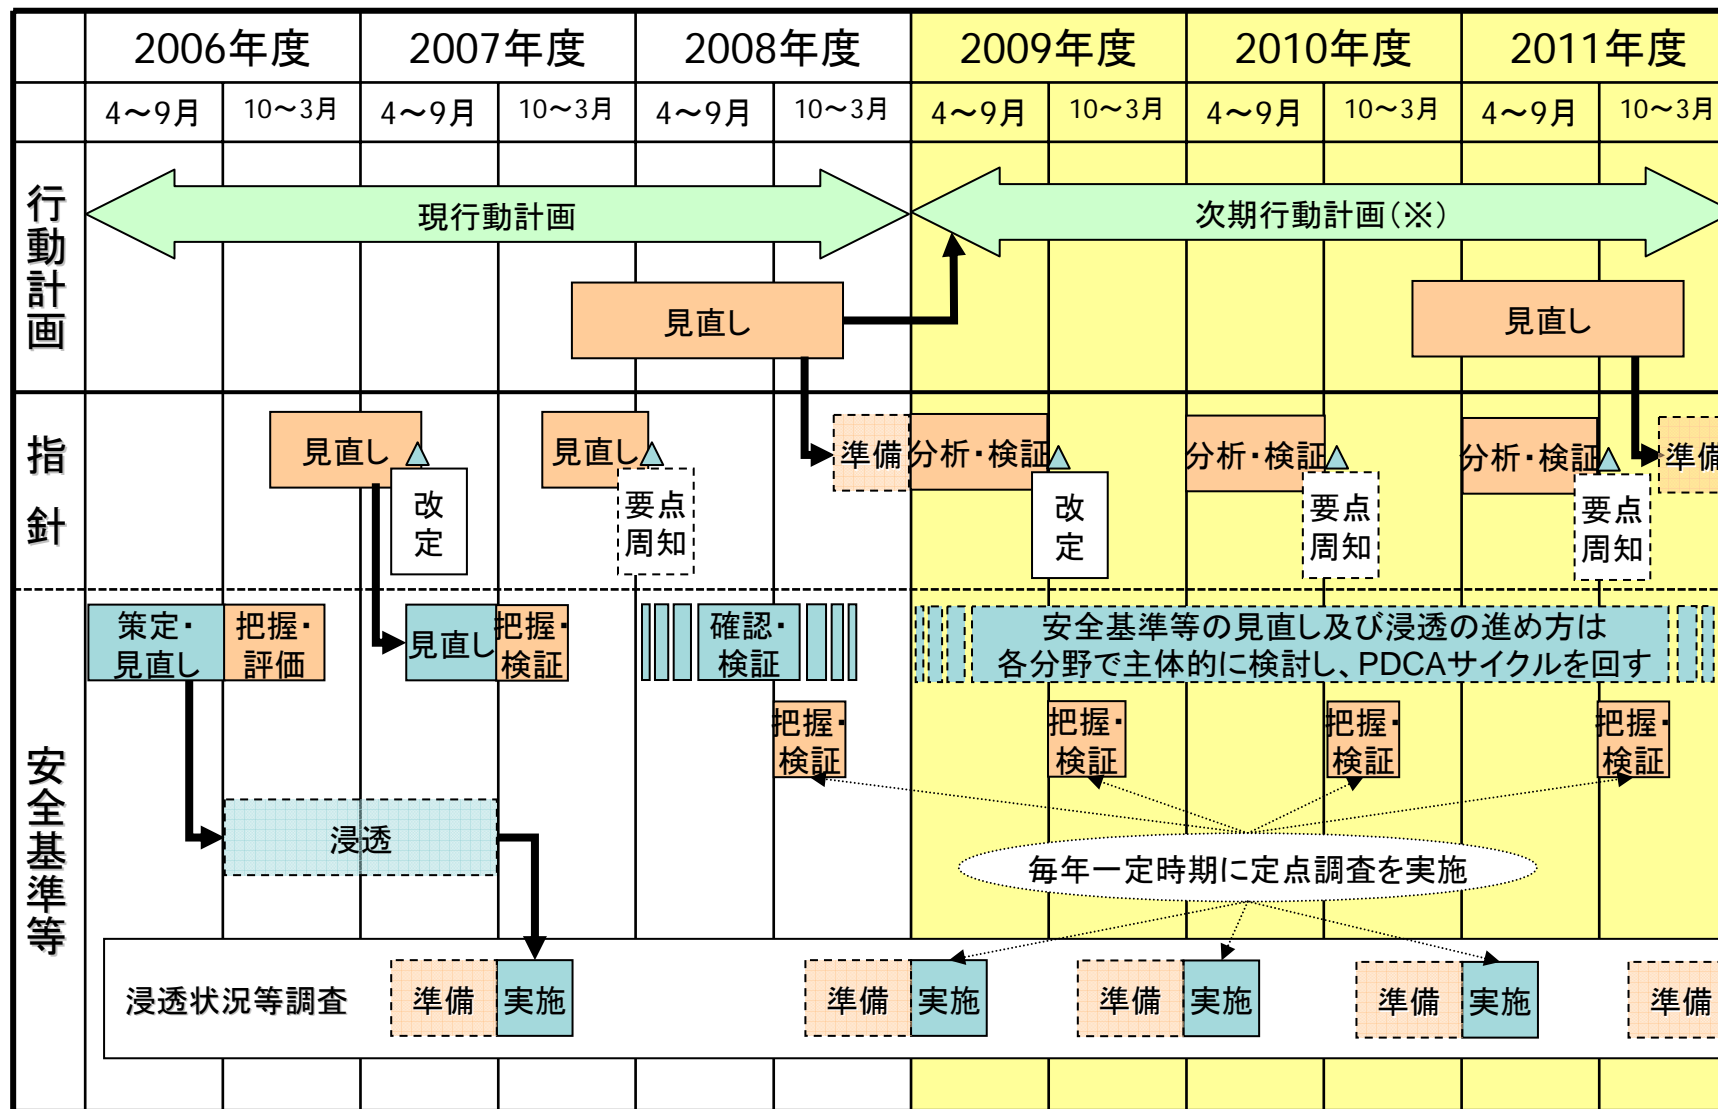 2006年度 2007年度 2008年度 2009年度 2010年度 2011年度
4～9月 10～3月 4～9月 10～3月 4～9月 10～3月 4～9月 10～3月 4～9月 10～3月 4～9月 10～3月
行動計画
現行動計画
次期行動計画(※)
見直し
見直し
指針
見直し
改定
見直し
要点
周知
準備
分析・検証
改定
分析・検証
要点
周知
分析・検証
要点
周知
準備
安全基準等
策定・
見直し
把握・
評価
見直し
把握・
検証
確認・
検証
安全基準等の見直し及び浸透の進め方は
各分野で主体的に検討し、PDCAサイクルを回す
把握・
検証
把握・
検証
把握・
検証
把握・
検証
浸透
毎年一定時期に定点調査を実施
浸透状況等調査
準備 実施
準備 実施
準備 実施
準備 実施
準備